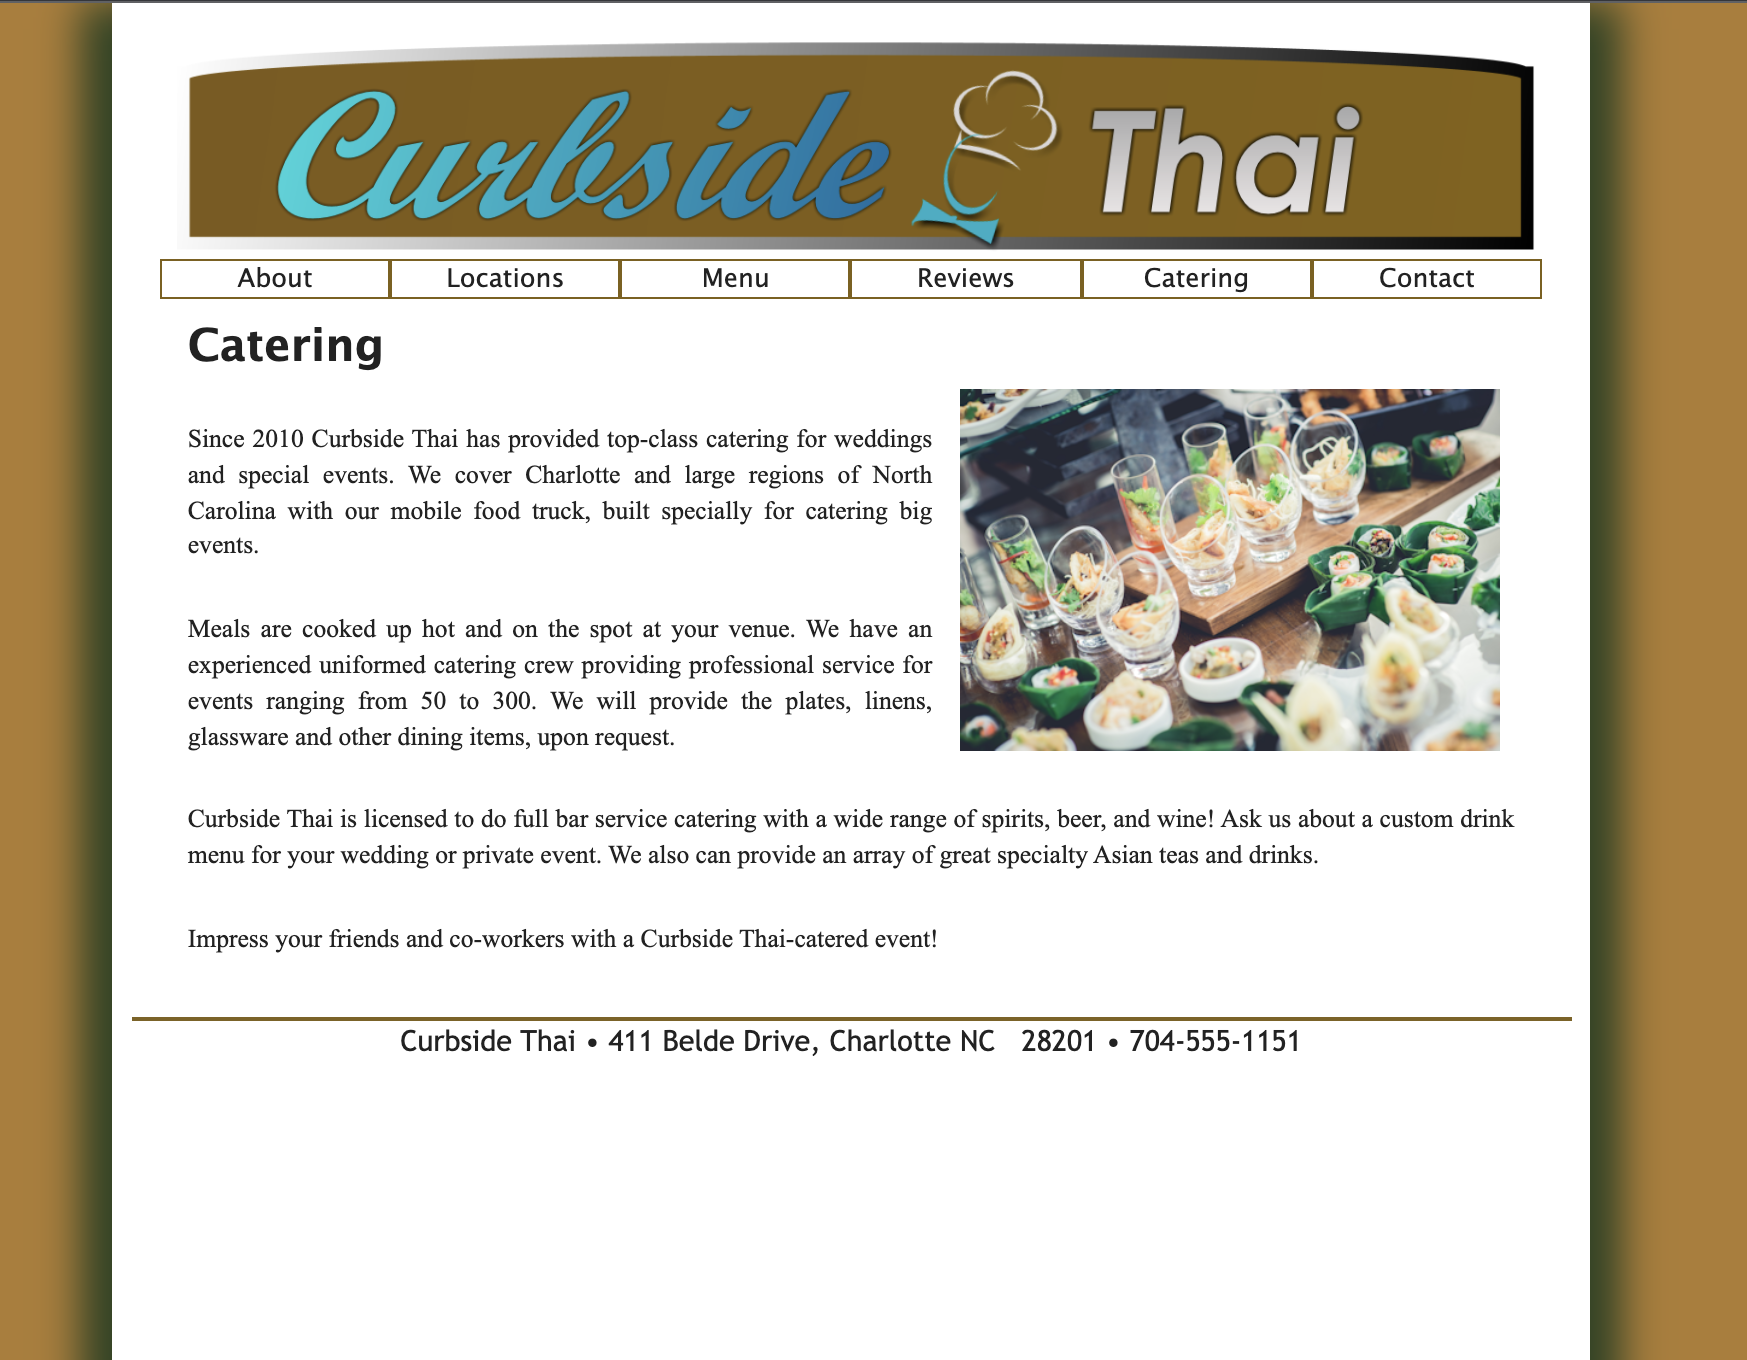 Curbside Thai
About Locations Menu Reviews Catering Contact
Catering
Since 2010 Curbside Thai has provided top-class catering for weddings
and special events. We cover Charlotte and large regions of North
Carolina with our mobile food truck, built specially for catering big
events.
Meals are cooked up hot and on the spot at your venue. We have an
experienced uniformed catering crew providing professional service for
events ranging from 50 to 300. We will provide the plates, linens,
glassware and other dining items, upon request.
Curbside Thai is licensed to do full bar service catering with a wide range of spirits, beer, and wine! Ask us about a custom drink
menu for your wedding or private event. We also can provide an array of great specialty Asian teas and drinks.
Impress your friends and co-workers with a Curbside Thai-catered event!
Curbside Thai • 411 Belde Drive, Charlotte NC 28201 • 704-555-1151